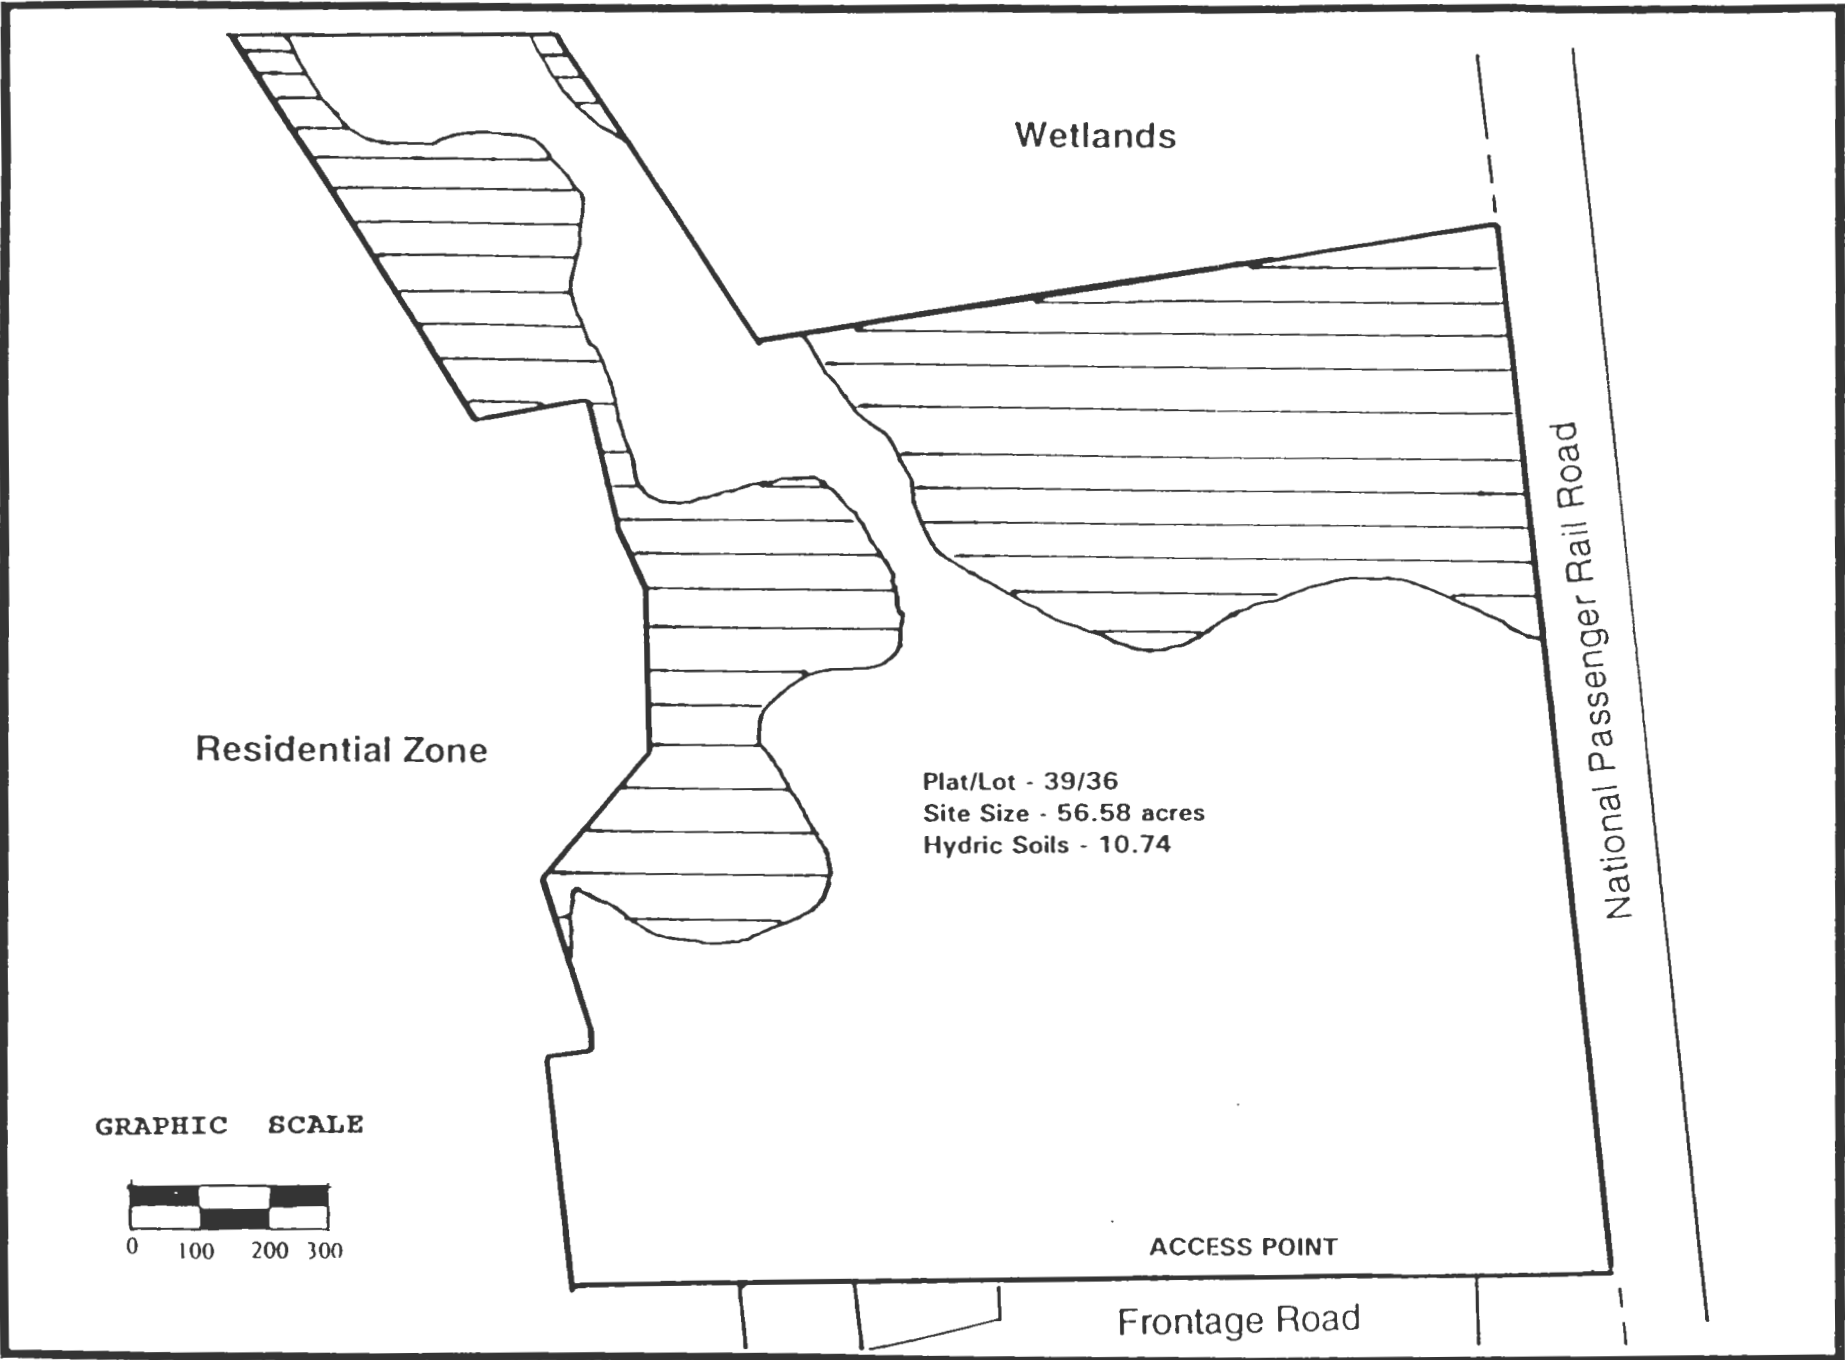 Wetlands
National Passenger Rail Road
Residential Zone
Plat/Lot - 39/36
Site Size - 56.58 acres
Hydric Soils - 10.74
GRAPHIC SCALE
0 100 200 300
ACCESS POINT
Frontage Road